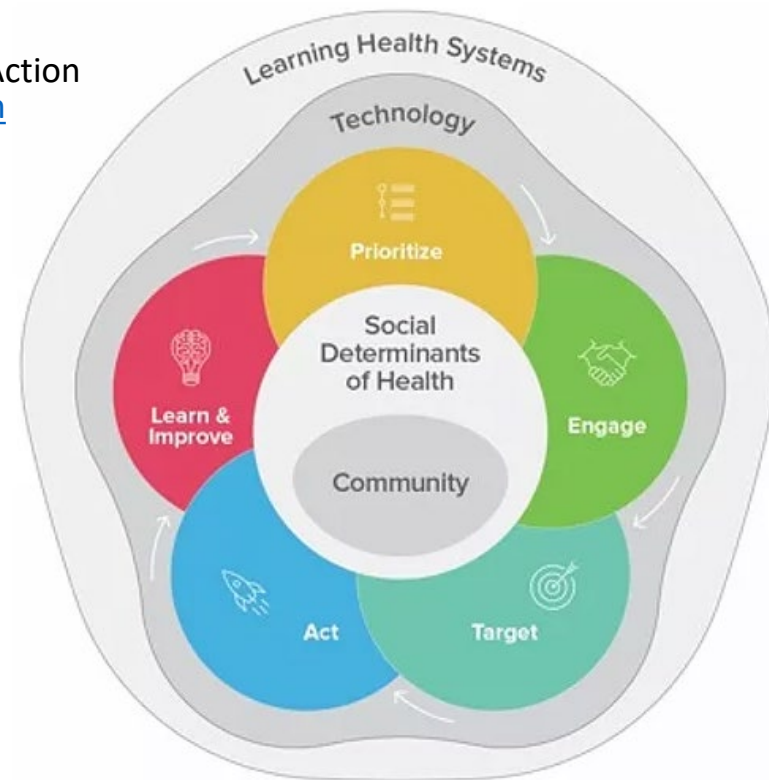 Action
Learning Health Systems
Technology
Prioritize
Social
Determinants
of Health
Learn &
Improve
Engage
Community
Act
Target